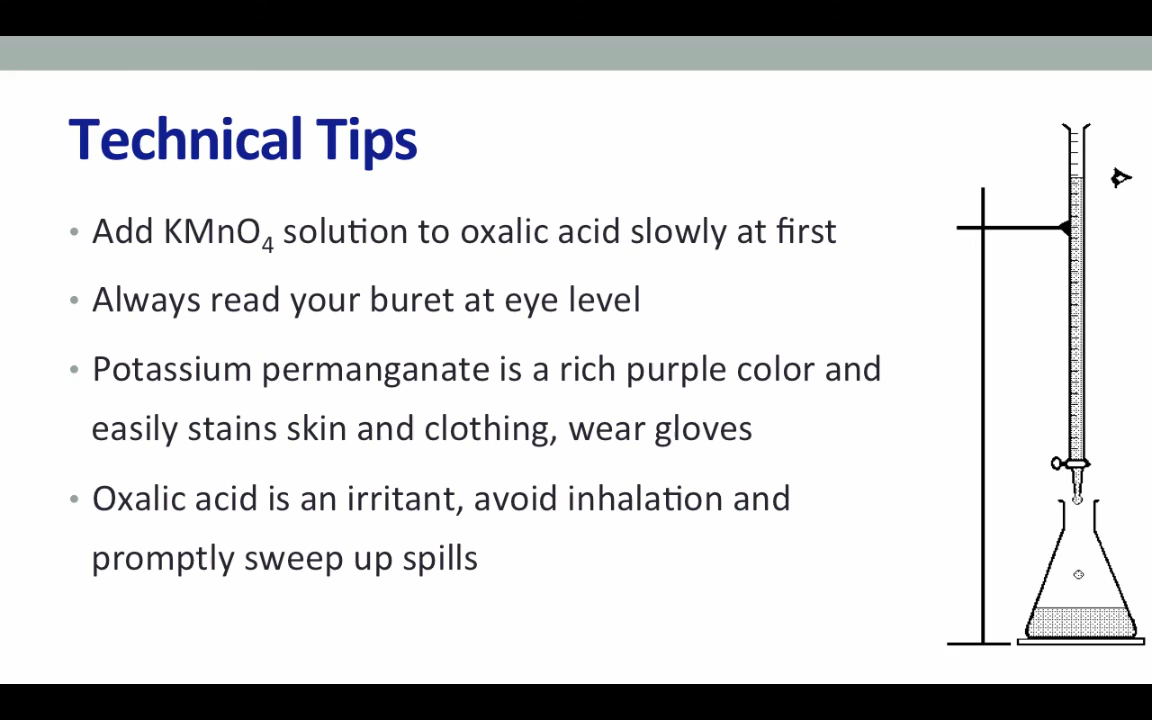 Technical Tips
• Add KMnO₄ solution to oxalic acid slowly at first
• Always read your buret at eye level
• Potassium permanganate is a rich purple color and
easily stains skin and clothing, wear gloves
• Oxalic acid is an irritant, avoid inhalation and
promptly sweep up spills